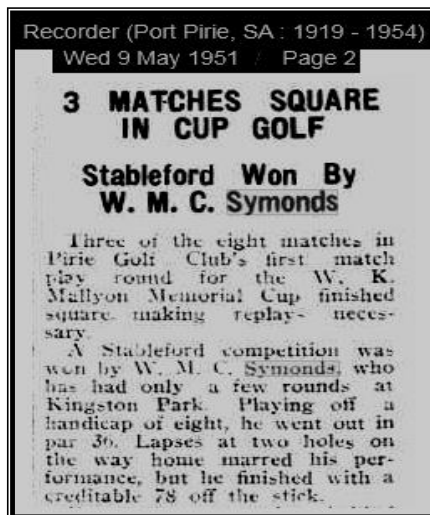 Recorder (Port Pirie, SA : 1919 - 1954)
Wed 9 May 1951 / Page 2
3 MATCHES SQUARE
IN CUP GOLF
Stableford Won By
W. M. C. Symonds
Three of the eight matches in
Pirie Golf Club's first match
play round for the W. K.
Mallyon Memorial Cup finished
square, making replays neces-
sary.
A Stableford competition was
won by W. M. C. Symonds, who
has had only a few rounds at
Kingston Park. Playing off a
handicap of eight, he went out in
par 36. Lapses at two holes on
the way home marred his per-
formance, but he finished with a
creditable 78 off the stick.